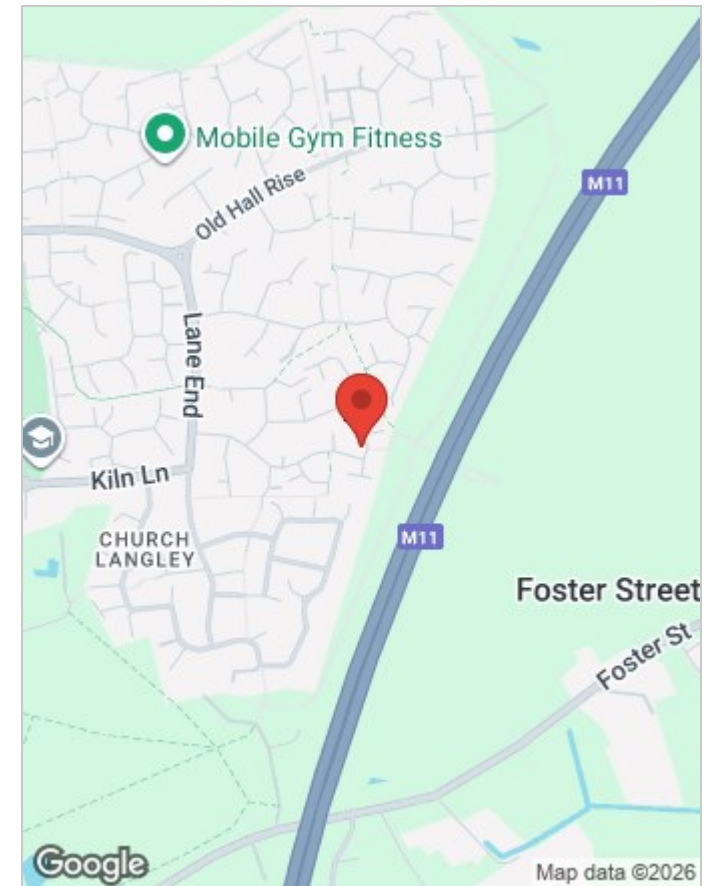 Mobile Gym Fitness
M11
Old Hall Rise
Lane End
Kiln Ln
CHURCH
LANGLEY
M11
Foster Street
Foster St
Google
Map data ©2026